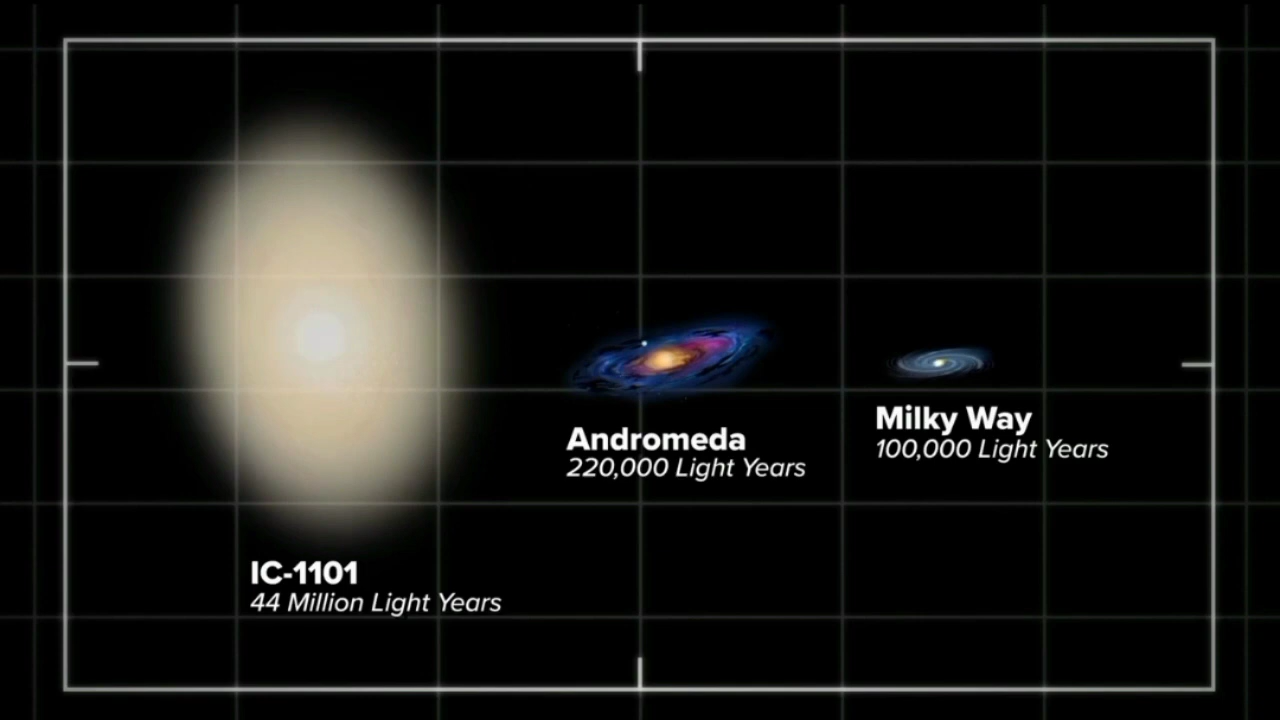 IC-1101
44 Million Light Years
Andromeda
220,000 Light Years
Milky Way
100,000 Light Years